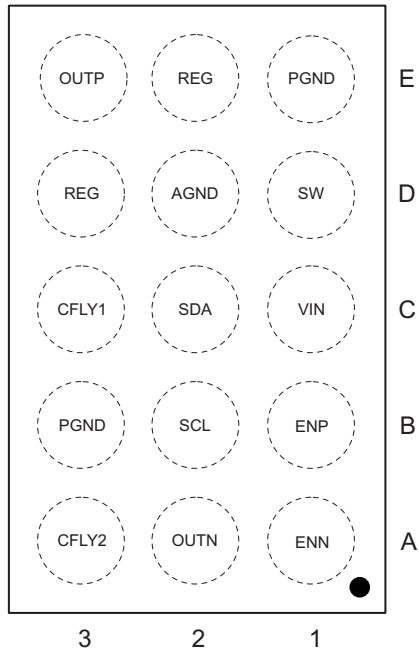 OUTP REG PGND E
REG AGND SW D
CFLY1 SDA VIN C
PGND SCL ENP B
CFLY2 OUTN ENN A
3 2 1